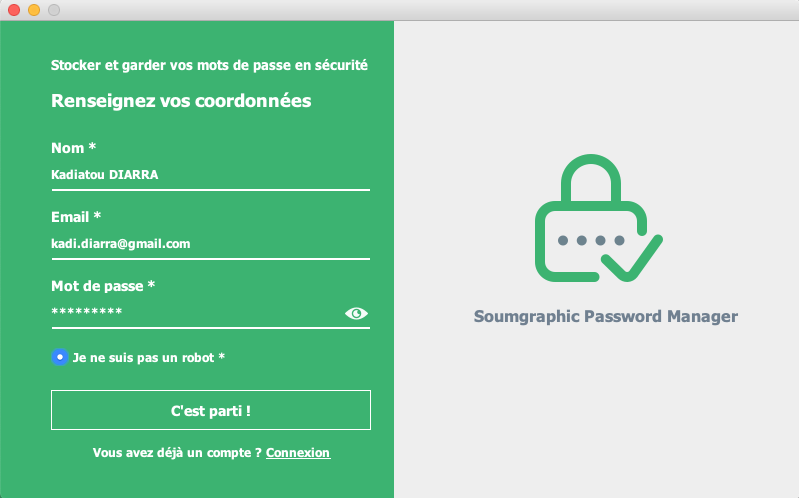 Stocker et garder vos mots de passe en sécurité
Renseignez vos coordonnées
Nom *
Kadiatou DIARRA
Email *
kadi.diarra@gmail.com
Mot de passe *
*********
Je ne suis pas un robot *
C'est parti !
Vous avez déjà un compte ? Connexion
Soumgraphic Password Manager